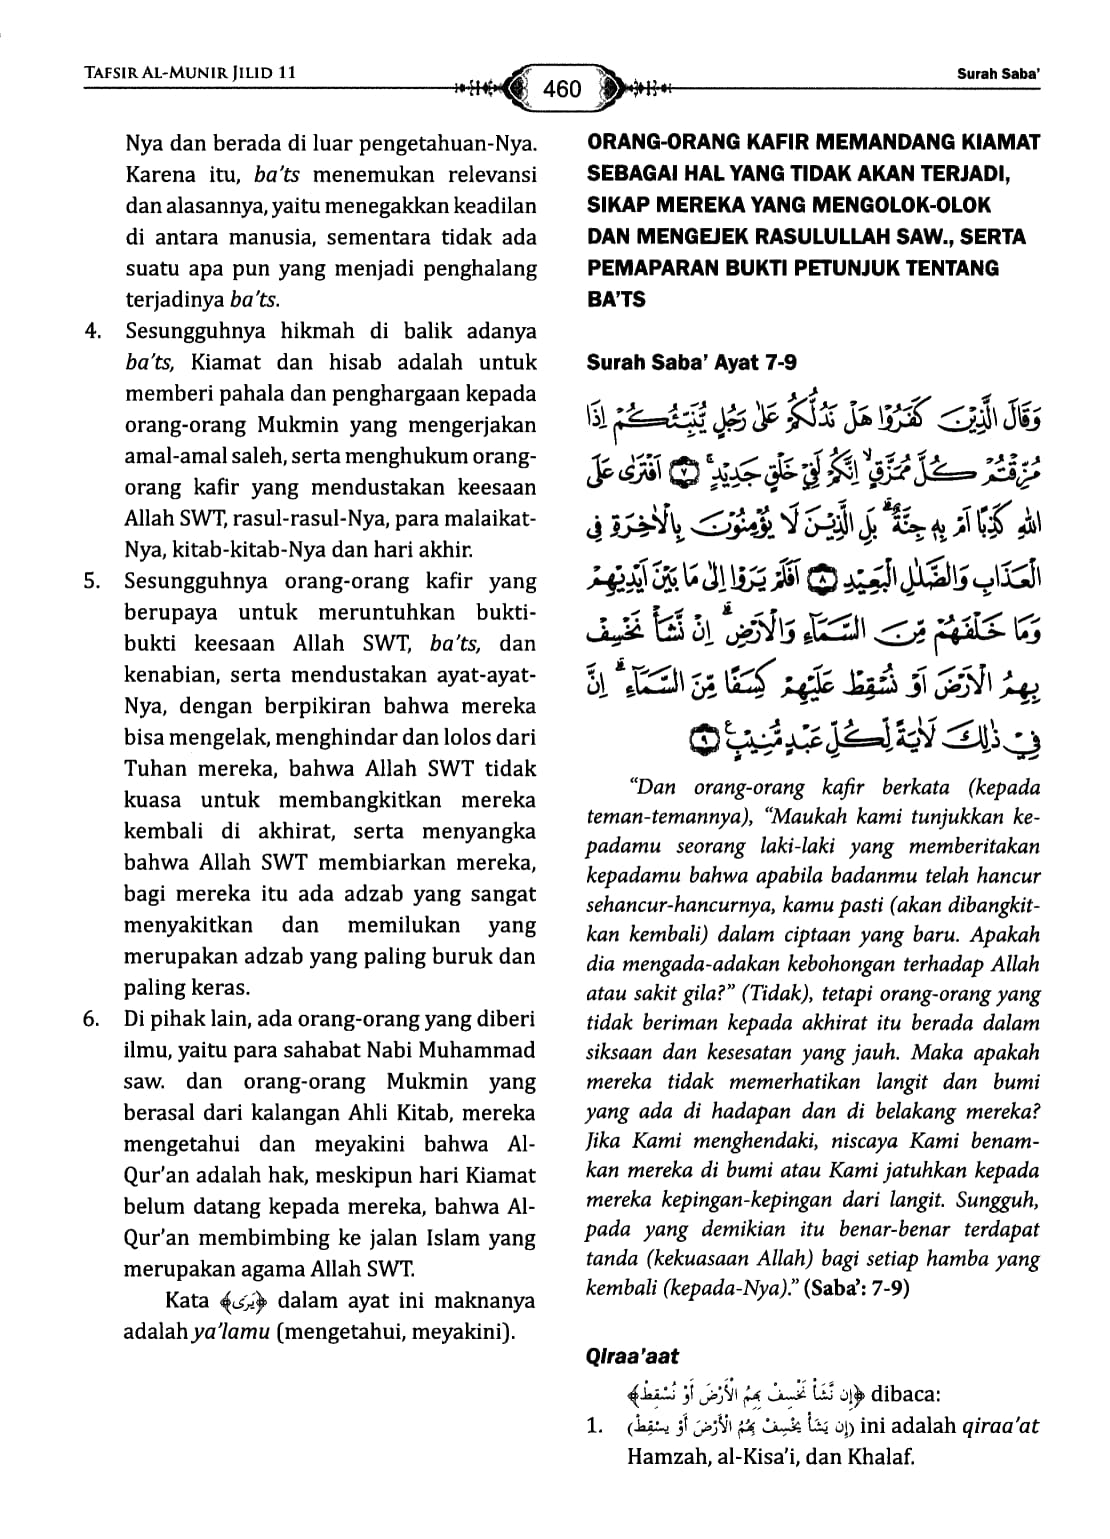 TAFSIR AL-MUNIR JILID 11
460
Surah Saba'
Nya dan berada di luar pengetahuan-Nya.
Karena itu, ba'ts menemukan relevansi
dan alasannya, yaitu menegakkan keadilan
di antara manusia, sementara tidak ada
suatu apa pun yang menjadi penghalang
terjadinya ba'ts.
4. Sesungguhnya hikmah di balik adanya
ba'ts, Kiamat dan hisab adalah untuk
memberi pahala dan penghargaan kepada
orang-orang Mukmin yang mengerjakan
amal-amal saleh, serta menghukum orang-
orang kafir yang mendustakan keesaan
Allah SWT, rasul-rasul-Nya, para malaikat-
Nya, kitab-kitab-Nya dan hari akhir.
5. Sesungguhnya orang-orang kafir yang
berupaya untuk meruntuhkan bukti-
bukti keesaan Allah SWT, ba'ts, dan
kenabian, serta mendustakan ayat-ayat-
Nya, dengan berpikiran bahwa mereka
bisa mengelak, menghindar dan lolos dari
Tuhan mereka, bahwa Allah SWT tidak
kuasa untuk membangkitkan mereka
kembali di akhirat, serta menyangka
bahwa Allah SWT membiarkan mereka,
bagi mereka itu ada adzab yang sangat
menyakitkan dan memilukan yang
merupakan adzab yang paling buruk dan
paling keras.
6. Di pihak lain, ada orang-orang yang diberi
ilmu, yaitu para sahabat Nabi Muhammad
saw. dan orang-orang Mukmin yang
berasal dari kalangan Ahli Kitab, mereka
mengetahui dan meyakini bahwa Al-
Qur'an adalah hak, meskipun hari Kiamat
belum datang kepada mereka, bahwa Al-
Qur'an membimbing ke jalan Islam yang
merupakan agama Allah SWT.
Kata ﴿يَرَى﴾ dalam ayat ini maknanya
adalah ya'lamu (mengetahui, meyakini).
ORANG-ORANG KAFIR MEMANDANG KIAMAT
SEBAGAI HAL YANG TIDAK AKAN TERJADI,
SIKAP MEREKA YANG MENGOLOK-OLOK
DAN MENGEJEK RASULULLAH SAW., SERTA
PEMAPARAN BUKTI PETUNJUK TENTANG
BA'TS
Surah Saba' Ayat 7-9
وَقَالَ الَّذِيْنَ كَفَرُوْا هَلْ نَدُلُّكُمْ عَلٰى رَجُلٍ يُّنَبِّئُكُمْ اِذَا
مُزِّقْتُمْ كُلَّ مُمَزَّقٍۙ اِنَّكُمْ لَفِيْ خَلْقٍ جَدِيْدٍۚ ٧ اَفْتَرٰى عَلَى
اللّٰهِ كَذِبًا اَمْ بِهٖ جِنَّةٌۗ بَلِ الَّذِيْنَ لَا يُؤْمِنُوْنَ بِالْاٰخِرَةِ فِى
الْعَذَابِ وَالضَّلٰلِ الْبَعِيْدِ ٨ اَفَلَمْ يَرَوْا اِلٰى مَا بَيْنَ اَيْدِيْهِمْ
وَمَا خَلْفَهُمْ مِّنَ السَّمَاۤءِ وَالْاَرْضِۗ اِنْ نَّشَأْ نَخْسِفْ
بِهِمُ الْاَرْضَ اَوْ نُسْقِطْ عَلَيْهِمْ كِسَفًا مِّنَ السَّمَاۤءِۗ اِنَّ
فِيْ ذٰلِكَ لَاٰيَةً لِّكُلِّ عَبْدٍ مُّنِيْبٍࣖ ٩
“Dan orang-orang kafir berkata (kepada
teman-temannya), “Maukah kami tunjukkan ke-
padamu seorang laki-laki yang memberitakan
kepadamu bahwa apabila badanmu telah hancur
sehancur-hancurnya, kamu pasti (akan dibangkit-
kan kembali) dalam ciptaan yang baru. Apakah
dia mengada-adakan kebohongan terhadap Allah
atau sakit gila?” (Tidak), tetapi orang-orang yang
tidak beriman kepada akhirat itu berada dalam
siksaan dan kesesatan yang jauh. Maka apakah
mereka tidak memerhatikan langit dan bumi
yang ada di hadapan dan di belakang mereka?
Jika Kami menghendaki, niscaya Kami benam-
kan mereka di bumi atau Kami jatuhkan kepada
mereka kepingan-kepingan dari langit. Sungguh,
pada yang demikian itu benar-benar terdapat
tanda (kekuasaan Allah) bagi setiap hamba yang
kembali (kepada-Nya).” (Saba': 7-9)
Qiraa'aat
﴿إِن نَّشَأْ نَخْسِفْ بِهِمُ الْأَرْضَ أَوْ نُسْقِطْ﴾ dibaca:
1. (إِن يَشَأْ يَخْسِفْ بِهُمُ الْأَرْضَ أَوْ يسْقِطْ) ini adalah qiraa'at
Hamzah, al-Kisa'i, dan Khalaf.